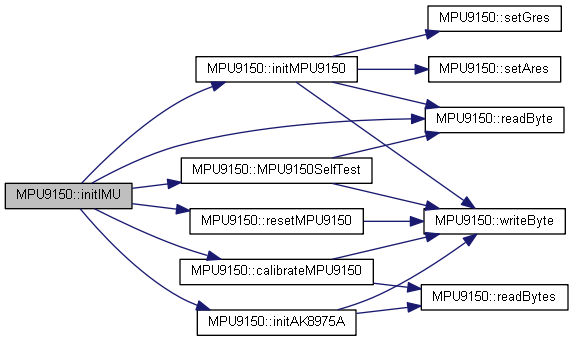 MPU9150::initIMU
MPU9150::initMPU9150
MPU9150::MPU9150SelfTest
MPU9150::resetMPU9150
MPU9150::calibrateMPU9150
MPU9150::initAK8975A
MPU9150::setGres
MPU9150::setAres
MPU9150::readByte
MPU9150::writeByte
MPU9150::readBytes